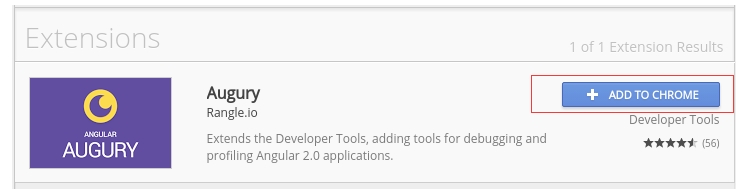 Extensions
1 of 1 Extension Results
ANGULAR
AUGURY
Augury
Rangle.io
Extends the Developer Tools, adding tools for debugging and
profiling Angular 2.0 applications.
+ ADD TO CHROME
Developer Tools
(56)